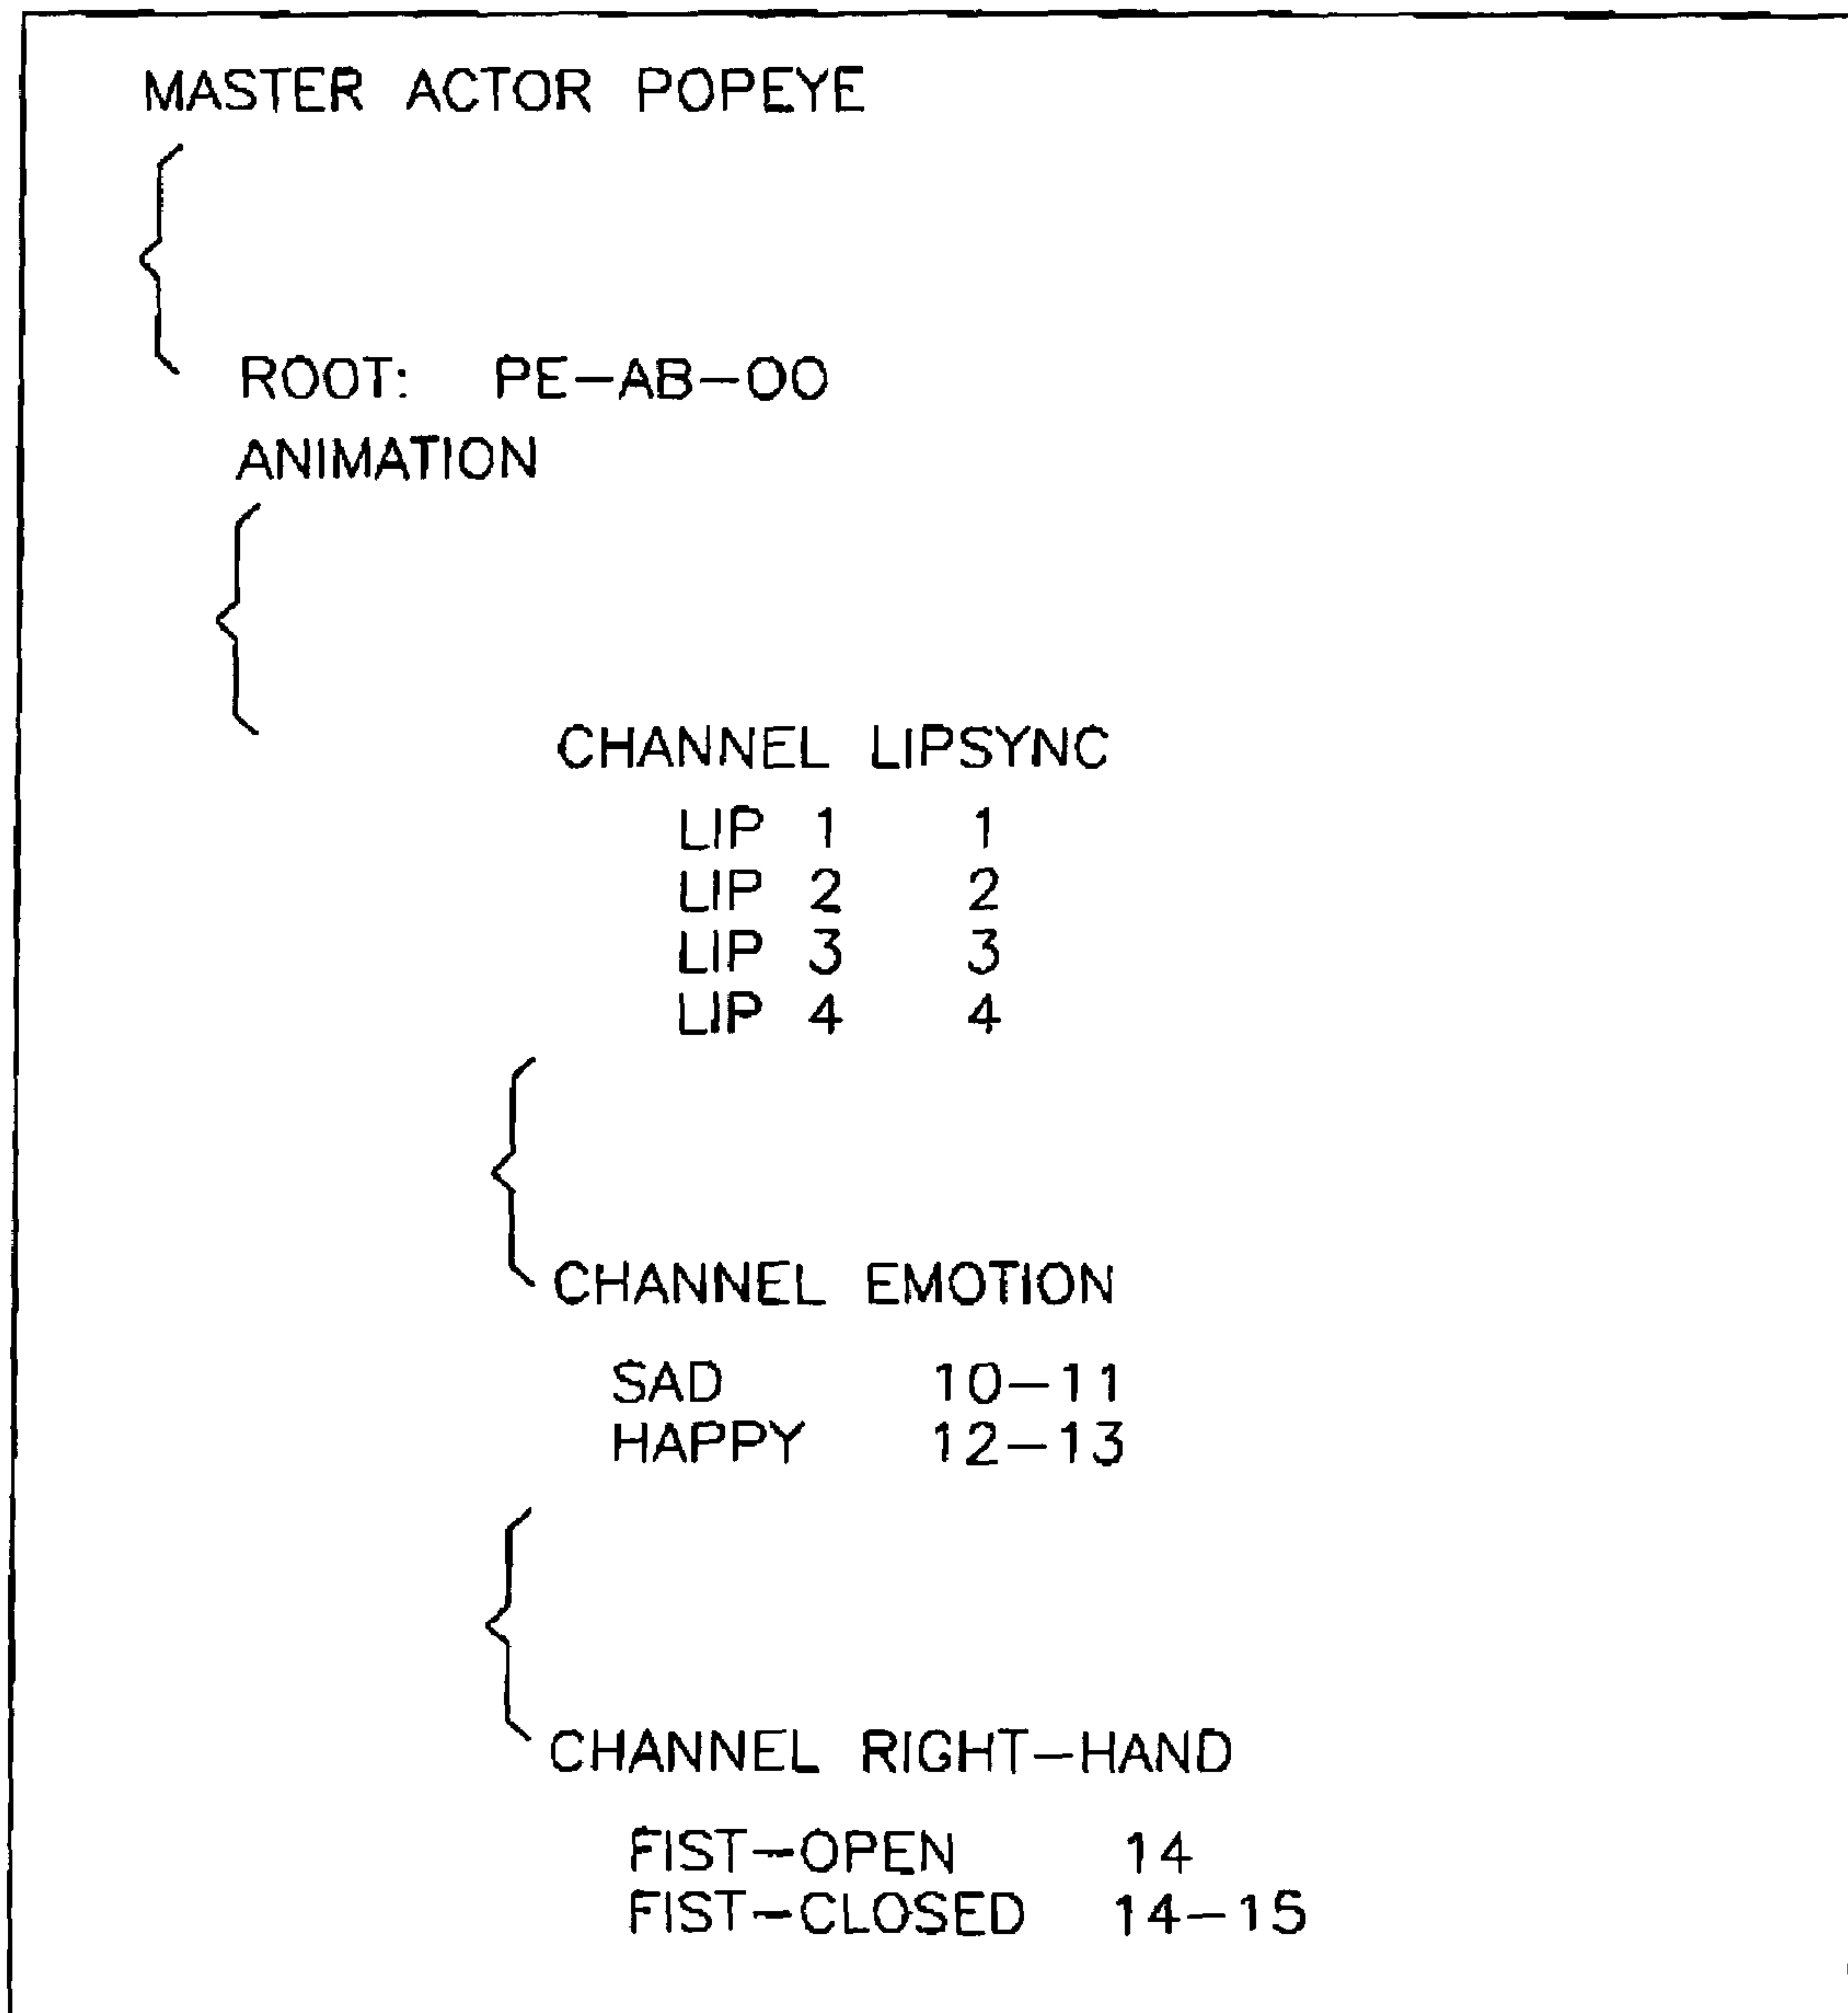 MASTER ACTOR POPEYE
ROOT: PE-AB-00
ANIMATION
CHANNEL LIPSYNC
LIP 1 1
LIP 2 2
LIP 3 3
LIP 4 4
CHANNEL EMOTION
SAD 10-11
HAPPY 12-13
CHANNEL RIGHT-HAND
FIST-OPEN 14
FIST-CLOSED 14-15